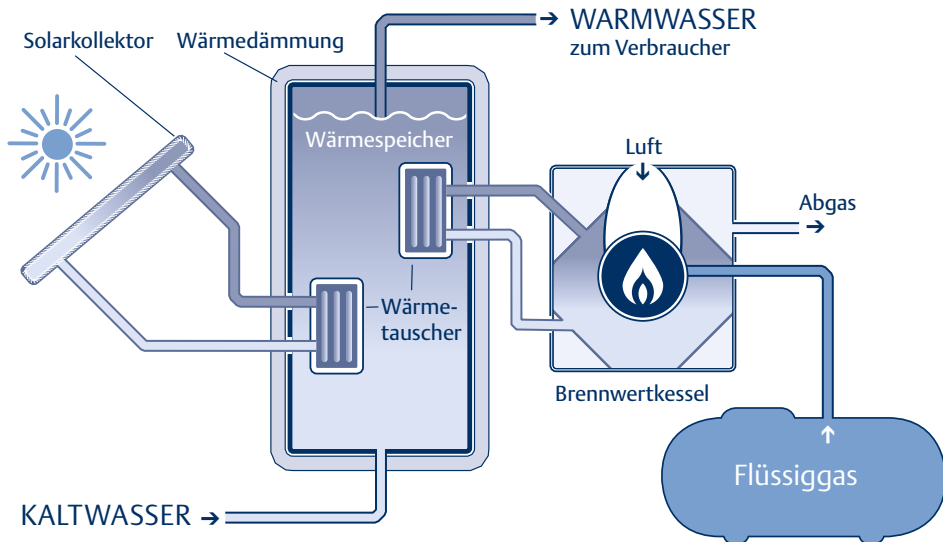 WARMWASSER
zum Verbraucher
Solarkollektor
Wärmedämmung
Wärmespeicher
Luft
Abgas
Wärme-
tauscher
Brennwertkessel
Flüssiggas
KALTWASSER